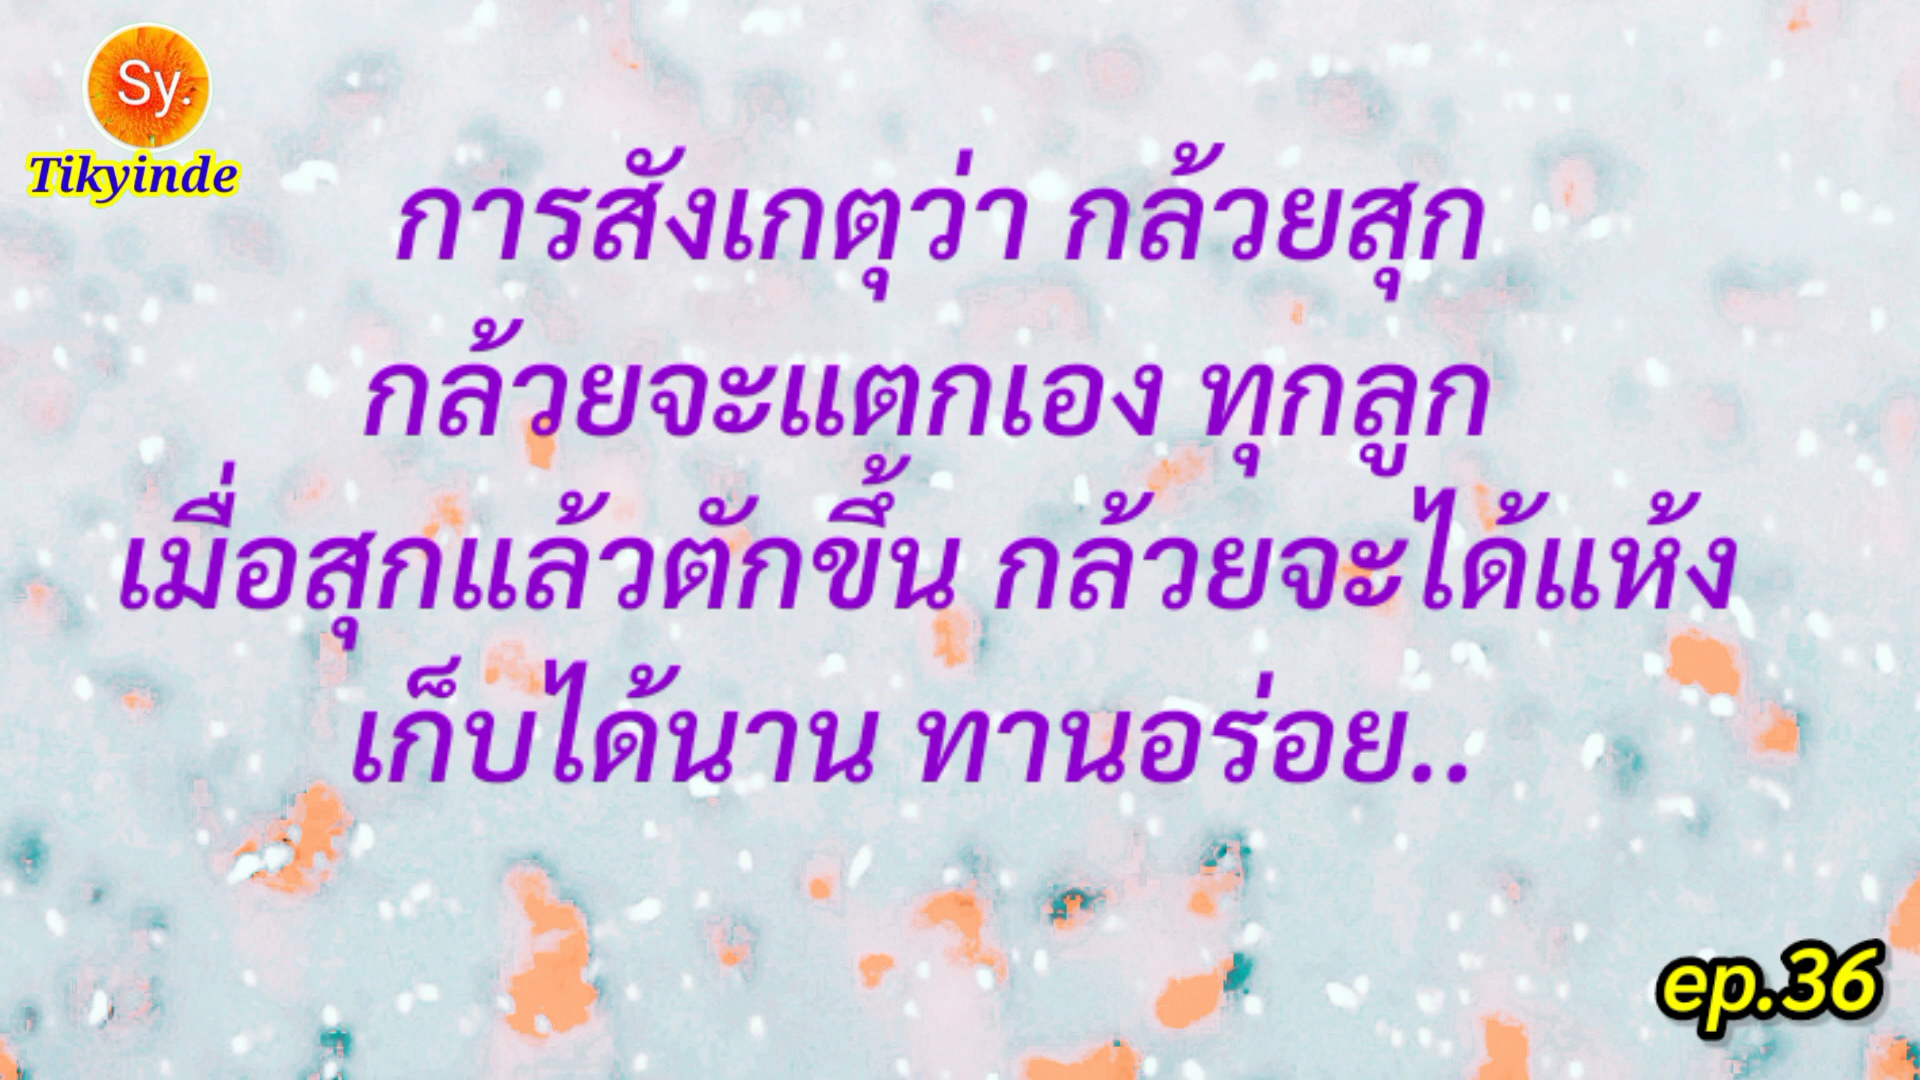 Sy.
Tikyinde
การสังเกตุว่า กล้วยสุก
กล้วยจะแตกเอง ทุกลูก
เมื่อสุกแล้วตักขึ้น กล้วยจะได้แห้ง
เก็บได้นาน ทานอร่อย..
ep.36